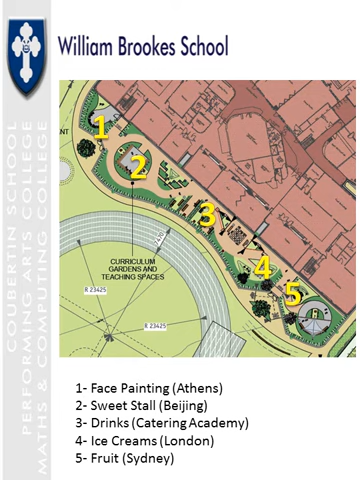 William Brookes School
COUBERTIN SCHOOL
PERFORMING ARTS COLLEGE
MATHS & COMPUTING COLLEGE
1
2
3
4
5
CURRICULUM
GARDENS AND
TEACHING SPACES
R 23425
R 23425
1- Face Painting (Athens)
2- Sweet Stall (Beijing)
3- Drinks (Catering Academy)
4- Ice Creams (London)
5- Fruit (Sydney)